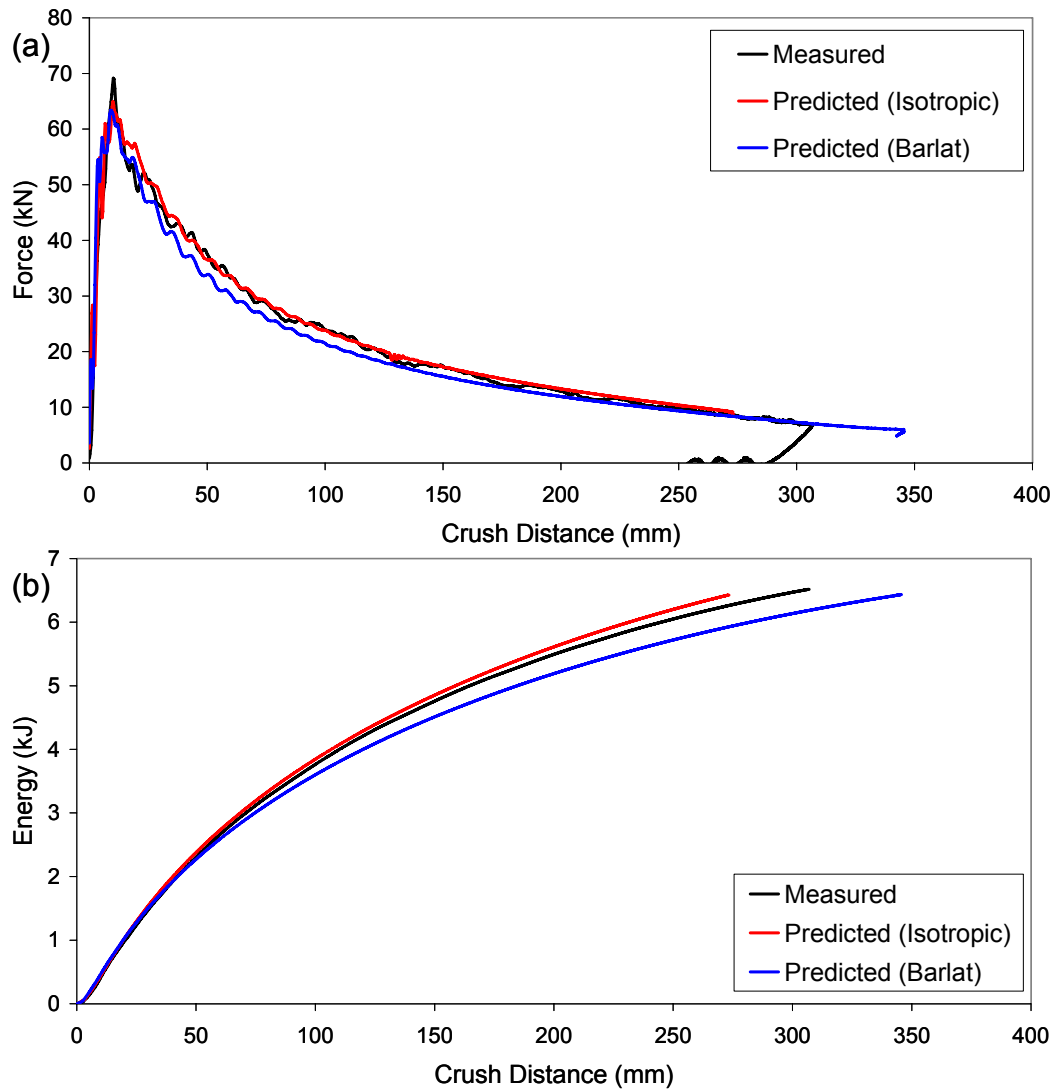 (a)
80
70
60
50
40
30
20
10
0
Force (kN)
Measured
Predicted (Isotropic)
Predicted (Barlat)
0 50 100 150 200 250 300 350 400
Crush Distance (mm)
(b)
7
6
5
4
3
2
1
0
Energy (kJ)
Measured
Predicted (Isotropic)
Predicted (Barlat)
0 50 100 150 200 250 300 350 400
Crush Distance (mm)